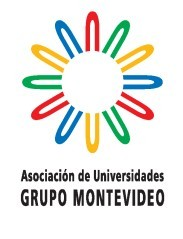 Asociación de Universidades
GRUPO MONTEVIDEO